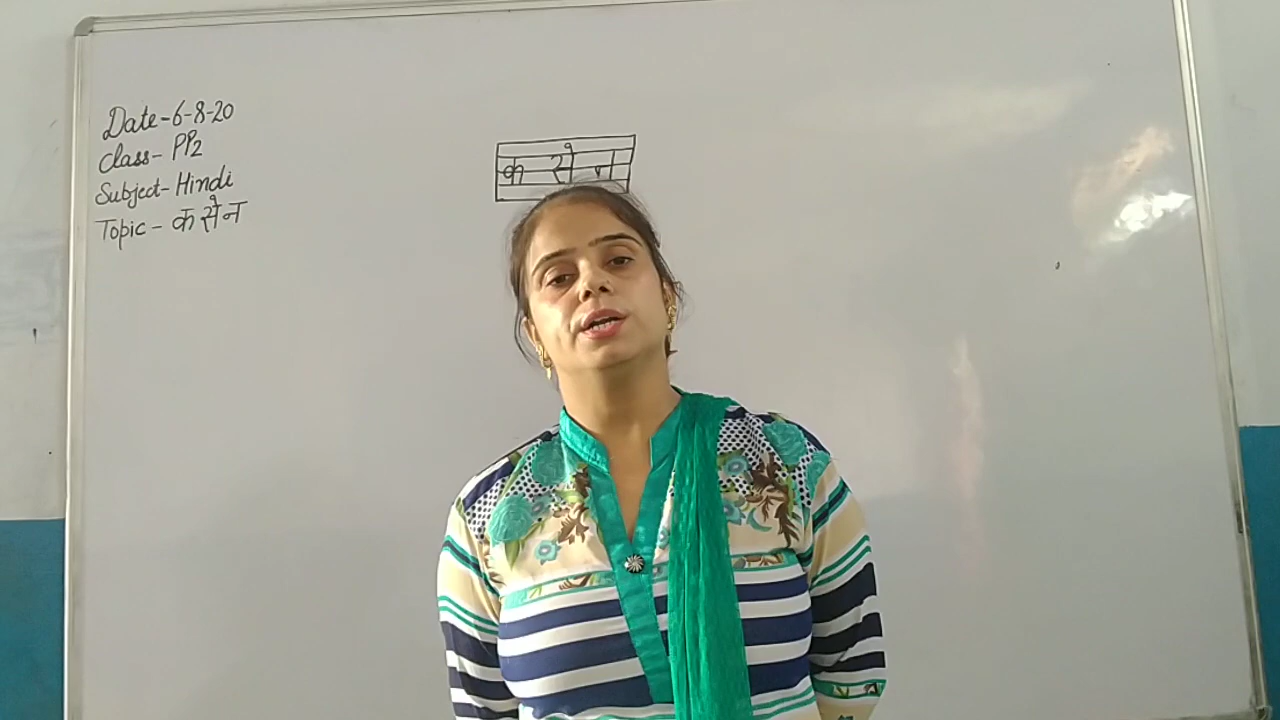 Date-6-8-20
Class- PP2
Subject- Hindi
Topic - क से न
क से न